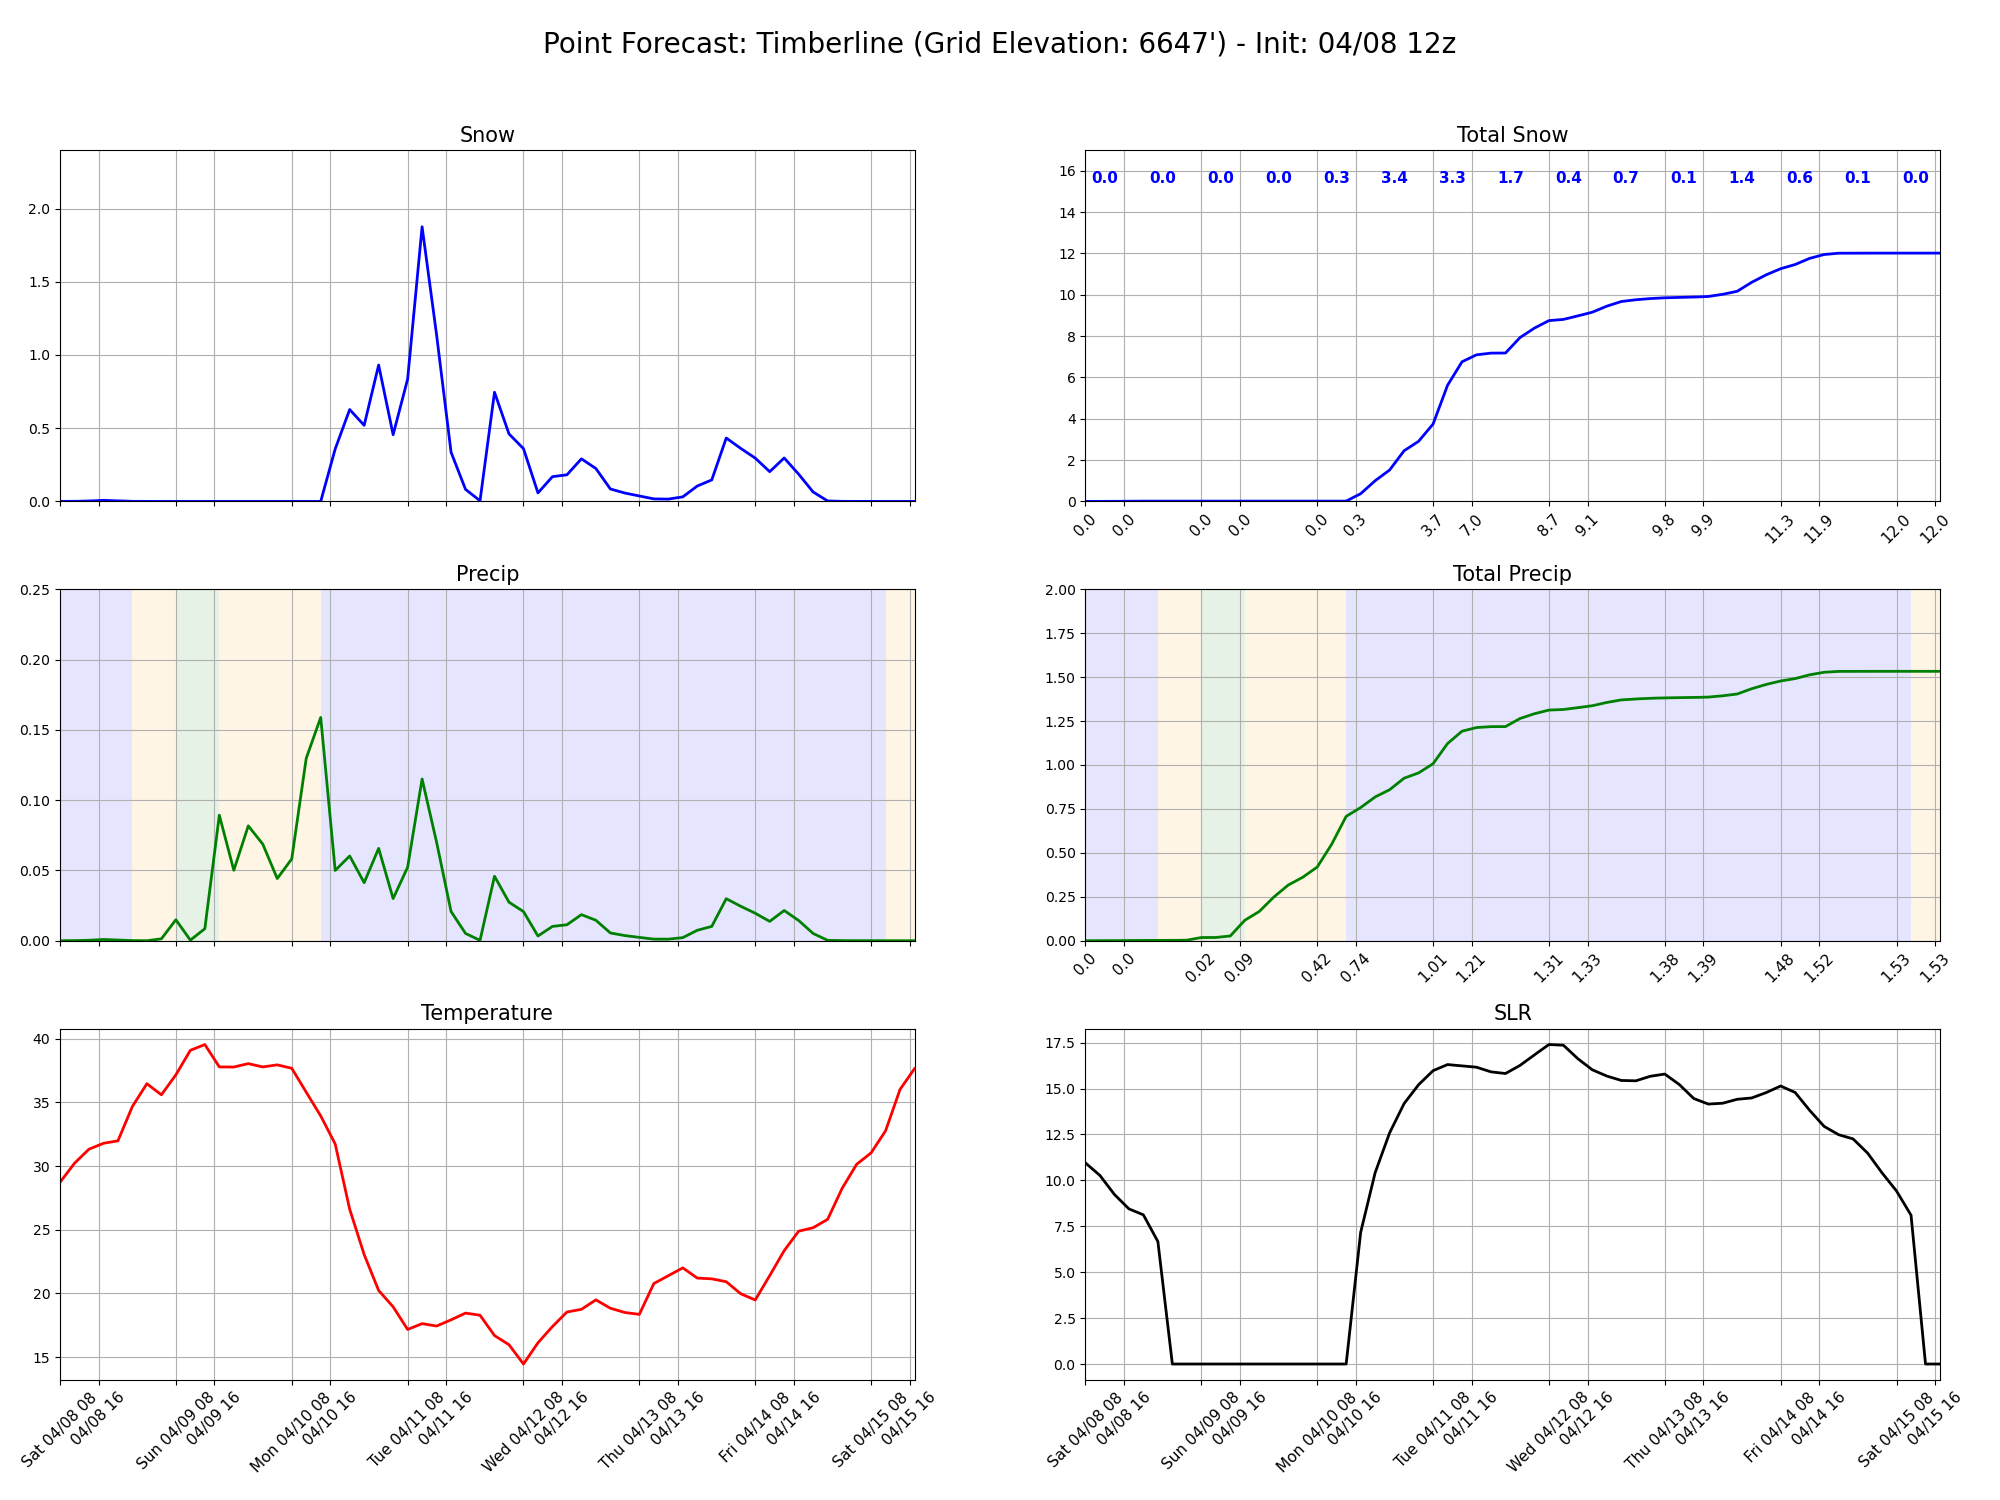 Point Forecast: Timberline (Grid Elevation: 6647') - Init: 04/08 12z
Snow
2.0
1.5
1.0
0.5
0.0
Total Snow
16
14
12
10
8
6
4
2
0
0.0 0.0 0.0 0.0 0.3 3.4 3.3 1.7 0.4 0.7 0.1 1.4 0.6 0.1 0.0
0.0 0.0 0.0 0.0 0.0 0.3 3.7 7.0 8.7 9.1 9.8 9.9 11.3 11.9 12.0 12.0
Precip
0.25
0.20
0.15
0.10
0.05
0.00
Total Precip
2.00
1.75
1.50
1.25
1.00
0.75
0.50
0.25
0.00
0.0 0.0 0.02 0.09 0.42 0.74 1.01 1.21 1.31 1.33 1.38 1.39 1.48 1.52 1.53 1.53
Temperature
40
35
30
25
20
15
Sat 04/08 08
04/08 16
Sun 04/09 08
04/09 16
Mon 04/10 08
04/10 16
Tue 04/11 08
04/11 16
Wed 04/12 08
04/12 16
Thu 04/13 08
04/13 16
Fri 04/14 08
04/14 16
Sat 04/15 08
04/15 16
SLR
17.5
15.0
12.5
10.0
7.5
5.0
2.5
0.0
Sat 04/08 08
04/08 16
Sun 04/09 08
04/09 16
Mon 04/10 08
04/10 16
Tue 04/11 08
04/11 16
Wed 04/12 08
04/12 16
Thu 04/13 08
04/13 16
Fri 04/14 08
04/14 16
Sat 04/15 08
04/15 16